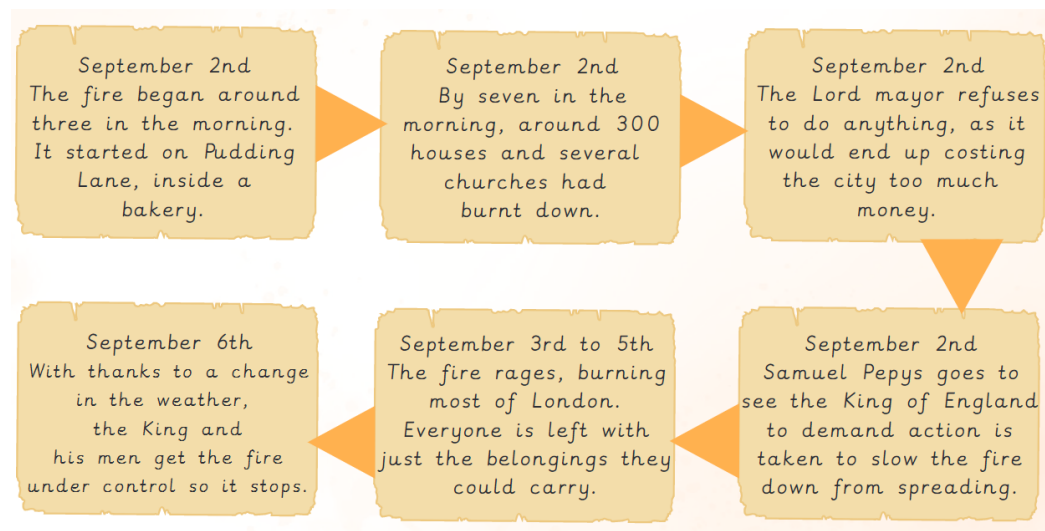 September 2nd
The fire began around
three in the morning.
It started on Pudding
Lane, inside a
bakery.
September 2nd
By seven in the
morning, around 300
houses and several
churches had
burnt down.
September 2nd
The Lord mayor refuses
to do anything, as it
would end up costing
the city too much
money.
September 2nd
Samuel Pepys goes to
see the King of England
to demand action is
taken to slow the fire
down from spreading.
September 3rd to 5th
The fire rages, burning
most of London.
Everyone is left with
just the belongings they
could carry.
September 6th
With thanks to a change
in the weather,
the King and
his men get the fire
under control so it stops.